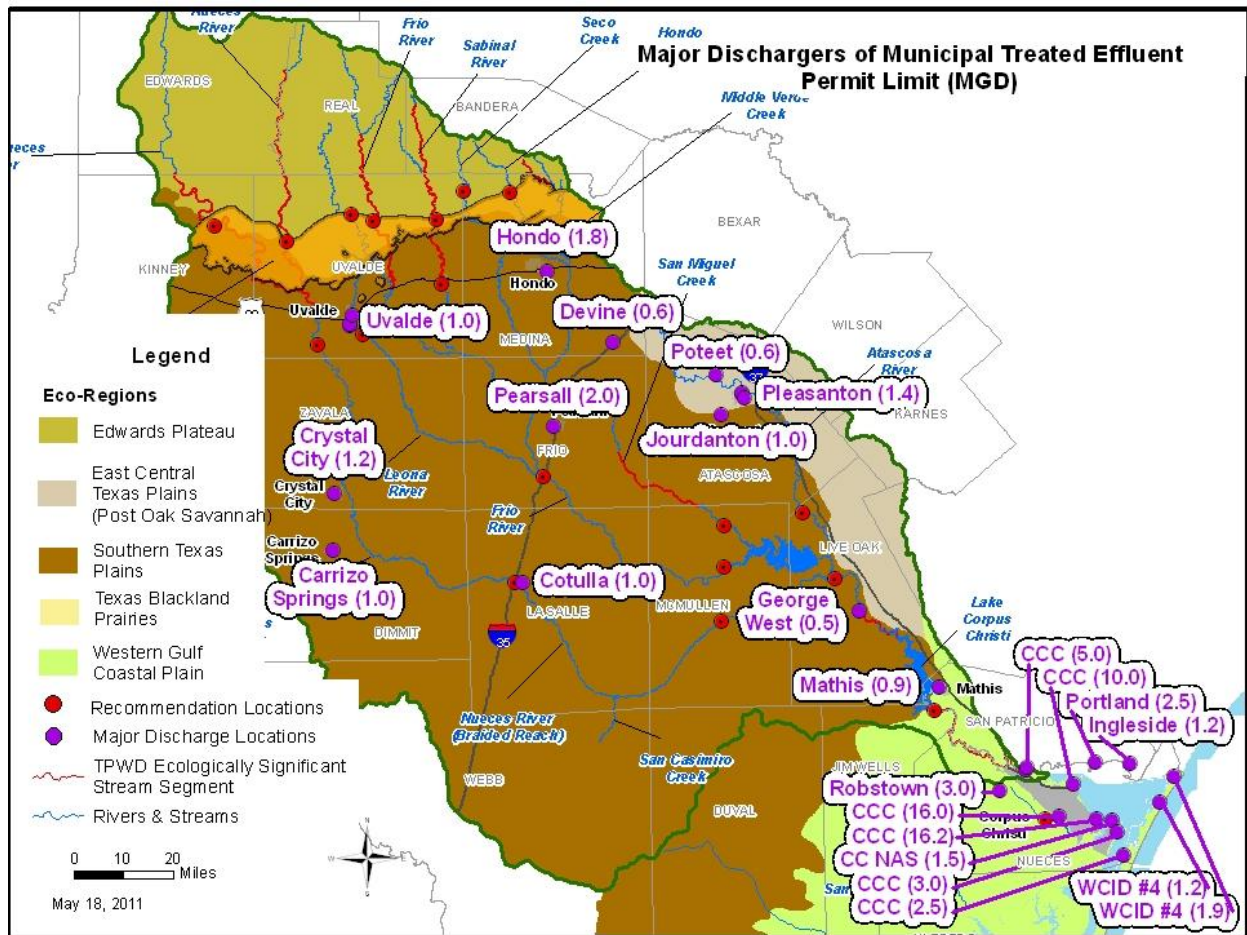 River
Frio
River
Sabinal
River
Seco
Creek
Hondo
Major Dischargers of Municipal Treated Effluent
Permit Limit (MGD)
EDWARDS
REAL
BANDERA
Middle Verde
Creek
BEXAR
Hondo (1.8)
KINNEY
UVALDE
San Miguel
Creek
Hondo
Uvalde
Uvalde (1.0)
Devine (0.6)
MEDINA
WILSON
Poteet (0.6)
37
Atascosa
River
Pleasanton (1.4)
KARNES
Pearsall (2.0)
Jourdanton (1.0)
ZAVALA
Crystal
City (1.2)
FRIO
ATASCOSA
Leona
River
Crystal
City
Frio
River
Carrizo
Springs
Carrizo
Springs (1.0)
LIVE OAK
Cotulla (1.0)
LA SALLE
MCMULLEN
George
West (0.5)
DIMMIT
35
Lake
Corpus
Christi
Mathis (0.9)
Mathis
CCC (5.0)
CCC (10.0)
Portland (2.5)
Ingleside (1.2)
SAN PATRICIO
Nueces River
(Braided Reach)
San Casimiro
Creek
WEBB
DUVAL
JIM WELLS
Robstown (3.0)
CCC (16.0)
CCC (16.2)
CC NAS (1.5)
CCC (3.0)
CCC (2.5)
Corpus
Christi
NUECES
WCID #4 (1.2)
WCID #4 (1.9)
Legend
Eco-Regions
Edwards Plateau
East Central
Texas Plains
(Post Oak Savannah)
Southern Texas
Plains
Texas Blackland
Prairies
Western Gulf
Coastal Plain
Recommendation Locations
Major Discharge Locations
TPWD Ecologically Significant
Stream Segment
Rivers & Streams
0 10 20
Miles
May 18, 2011